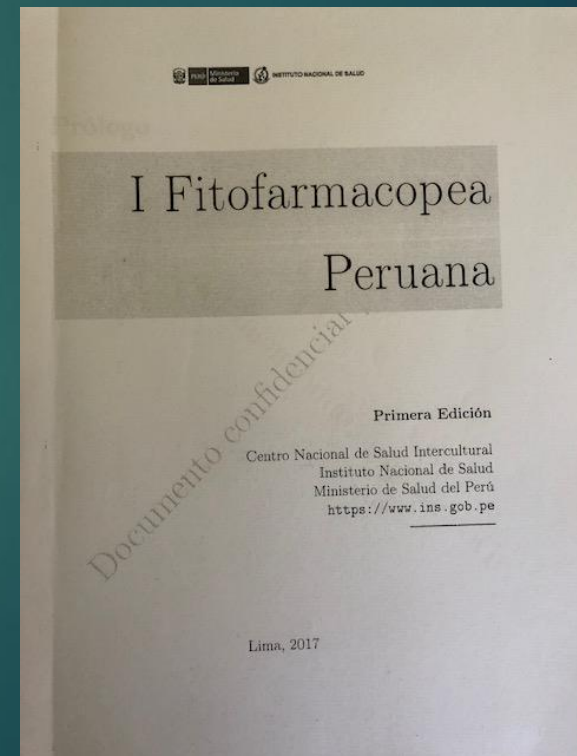 PERÚ Ministerio de Salud INSTITUTO NACIONAL DE SALUD
Prólogo
I Fitofarmacopea
Peruana
Documento confidencial
Primera Edición
Centro Nacional de Salud Intercultural
Instituto Nacional de Salud
Ministerio de Salud del Perú
https://www.ins.gob.pe
Lima, 2017